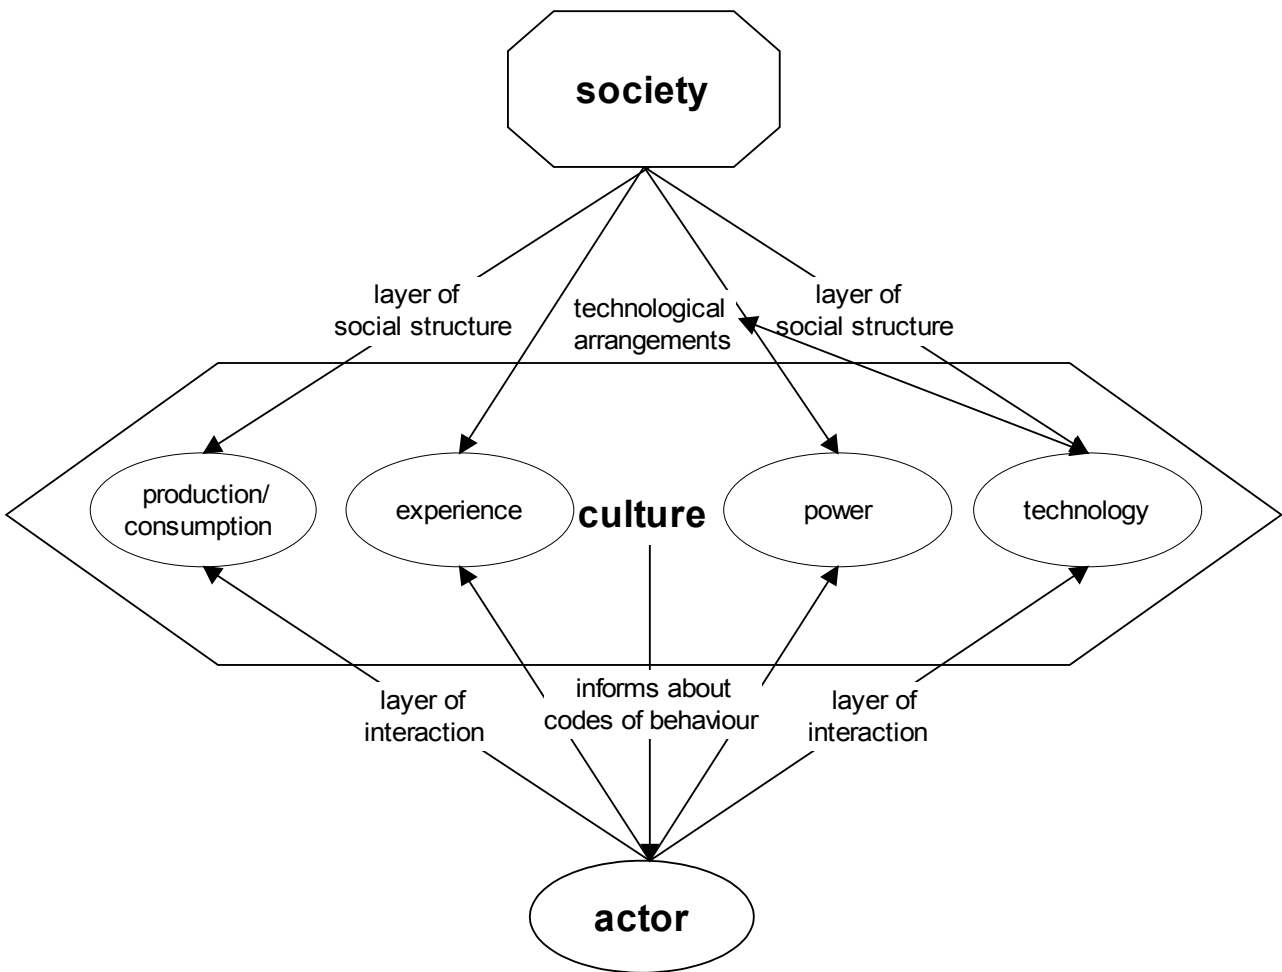 society
layer of
social structure
technological
arrangements
layer of
social structure
production/
consumption
experience
culture
power
technology
layer of
interaction
informs about
codes of behaviour
layer of
interaction
actor